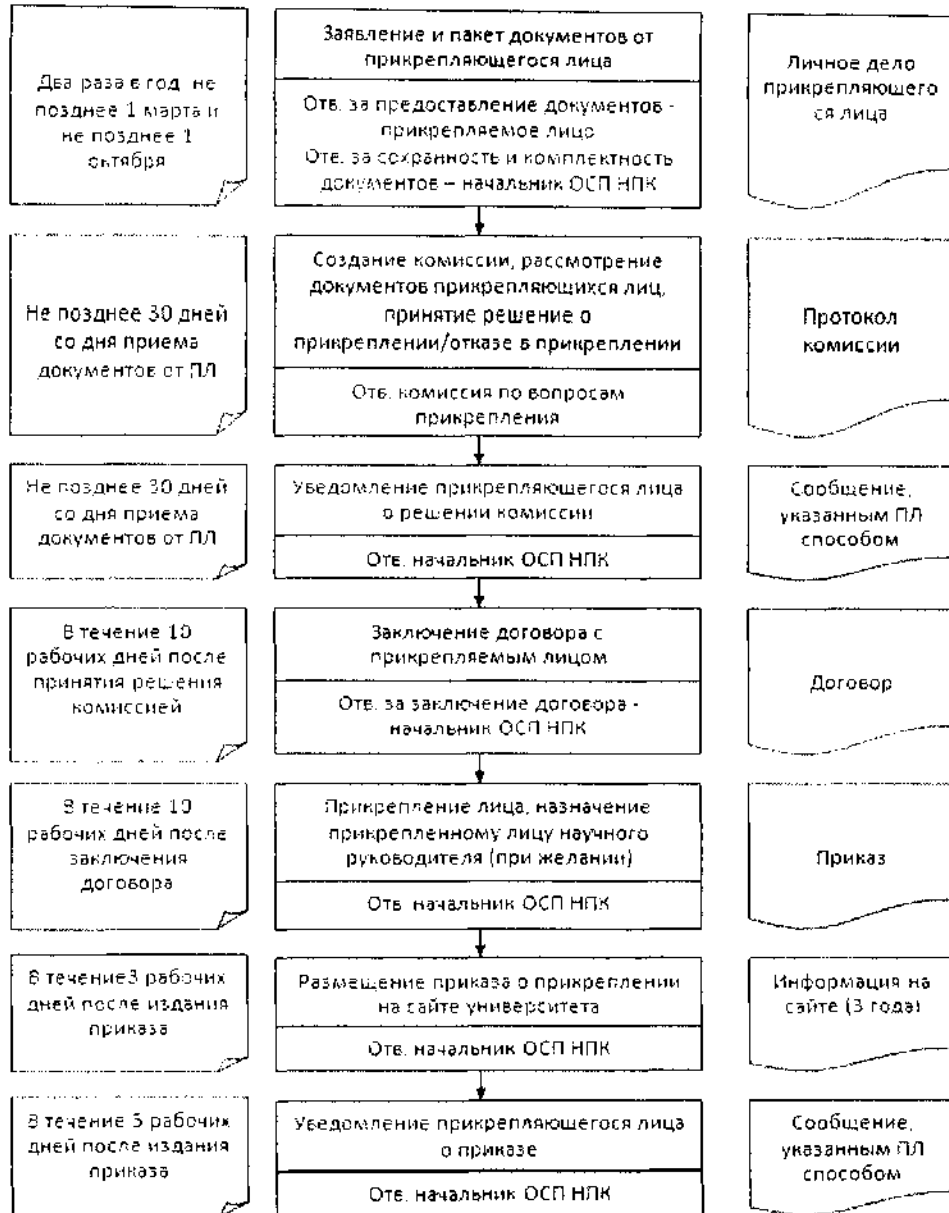 Два раза в год не
позднее 1 марта и
не позднее 1
октября
Заявление и пакет документов от
прикрепляющегося лица
Отв. за предоставление документов -
прикрепляемое лицо
Отв. за сохранность и комплектность
документов – начальник ОСП НПК
Личное дело
прикрепляющего
ся лица
Не позднее 30 дней
со дня приема
документов от ПЛ
Создание комиссии, рассмотрение
документов прикрепляющихся лиц,
принятие решение о
прикреплении/отказе в прикреплении
Отв. комиссия по вопросам
прикрепления
Протокол
комиссии
Не позднее 30 дней
со дня приема
документов от ПЛ
Уведомление прикрепляющегося лица
о решении комиссии
Отв. начальник ОСП НПК
Сообщение,
указанным ПЛ
способом
В течение 10
рабочих дней после
принятия решения
комиссией
Заключение договора с
прикрепляемым лицом
Отв. за заключение договора -
начальник ОСП НПК
Договор
В течение 10
рабочих дней после
заключения
договора
Прикрепление лица, назначение
прикрепленному лицу научного
руководителя (при желании)
Отв. начальник ОСП НПК
Приказ
В течение3 рабочих
дней после издания
приказа
Размещение приказа о прикреплении
на сайте университета
Отв. начальник ОСП НПК
Информация на
сайте (3 года)
В течение 5 рабочих
дней после издания
приказа
Уведомление прикрепляющегося лица
о приказе
Отв. начальник ОСП НПК
Сообщение,
указанным ПЛ
способом